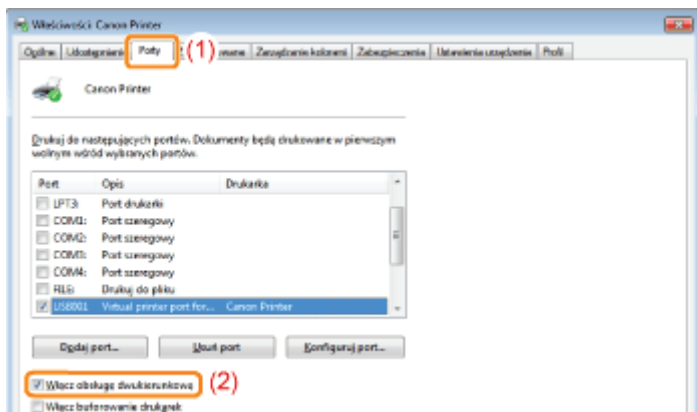 Właściwości: Canon Printer
Ogólne Udostępnianie Porty (1) Zarządzanie kolorami Zabezpieczenia Ustawienia urządzenia Profil
Canon Printer
Drukuj do następujących portów. Dokumenty będą drukowane w pierwszym
wolnym wśród wybranych portów.
Port Opis Drukarka
LPT3: Port drukarki
COM1: Port szeregowy
COM2: Port szeregowy
COM3: Port szeregowy
COM4: Port szeregowy
FILE: Drukuj do pliku
USB001 Virtual printer port for... Canon Printer
Dodaj port... Usuń port Konfiguruj port...
Włącz obsługę dwukierunkową (2)
Włącz buforowanie drukarek